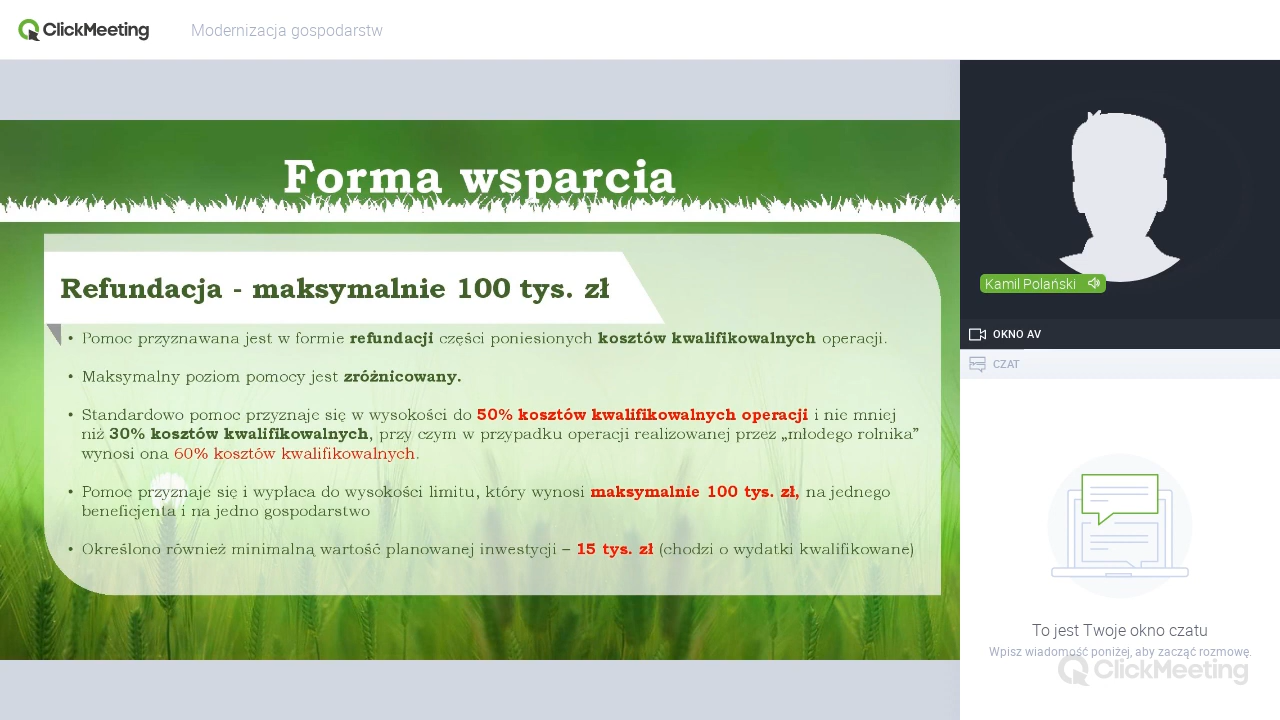 ClickMeeting
Modernizacja gospodarstw
Forma wsparcia
Refundacja - maksymalnie 100 tys. zł
• Pomoc przyznawana jest w formie refundacji części poniesionych kosztów kwalifikowalnych operacji.
• Maksymalny poziom pomocy jest zróżnicowany.
• Standardowo pomoc przyznaje się w wysokości do 50% kosztów kwalifikowalnych operacji i nie mniej
niż 30% kosztów kwalifikowalnych, przy czym w przypadku operacji realizowanej przez „młodego rolnika”
wynosi ona 60% kosztów kwalifikowalnych.
• Pomoc przyznaje się i wypłaca do wysokości limitu, który wynosi maksymalnie 100 tys. zł, na jednego
beneficjenta i na jedno gospodarstwo
• Określono również minimalną wartość planowanej inwestycji – 15 tys. zł (chodzi o wydatki kwalifikowane)
Kamil Polański
OKNO AV
CZAT
To jest Twoje okno czatu
Wpisz wiadomość poniżej, aby zacząć rozmowę.
ClickMeeting